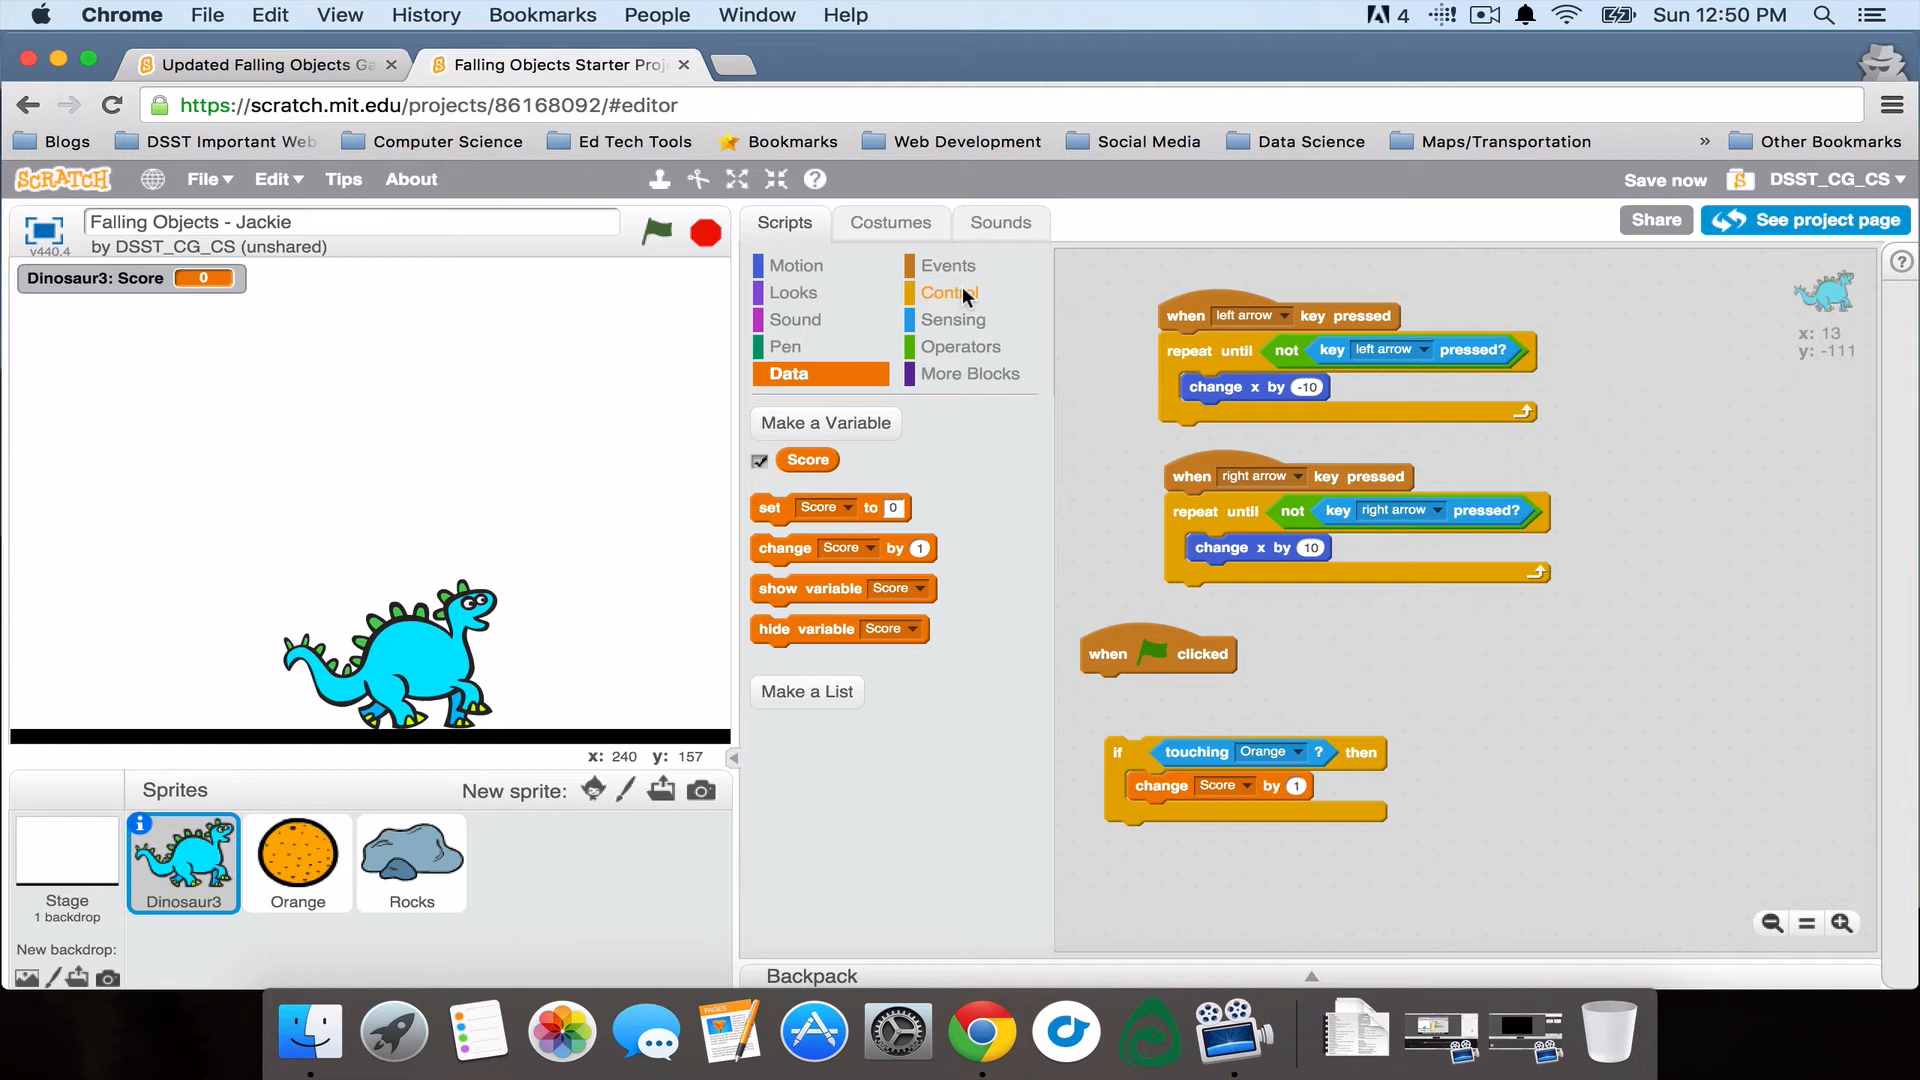 Chrome File Edit View History Bookmarks People Window Help 4 Sun 12:50 PM
Updated Falling Objects Ga
Falling Objects Starter Proj
https://scratch.mit.edu/projects/86168092/#editor
Blogs DSST Important Web Computer Science Ed Tech Tools Bookmarks Web Development Social Media Data Science Maps/Transportation » Other Bookmarks
SCRATCH File Edit Tips About Save now DSST_CG_CS
Falling Objects - Jackie
by DSST_CG_CS (unshared)
v440.4
Scripts Costumes Sounds
Share See project page
Dinosaur3: Score 0
Motion Events
Looks Control
Sound Sensing
Pen Operators
Data More Blocks
Make a Variable
Score
set Score to 0
change Score by 1
show variable Score
hide variable Score
Make a List
when left arrow key pressed
repeat until not key left arrow pressed?
change x by -10
when right arrow key pressed
repeat until not key right arrow pressed?
change x by 10
when clicked
if touching Orange ? then
change Score by 1
x: 13
y: -111
x: 240 y: 157
Sprites New sprite:
Stage
1 backdrop
New backdrop:
Dinosaur3 Orange Rocks
Backpack
PAGES